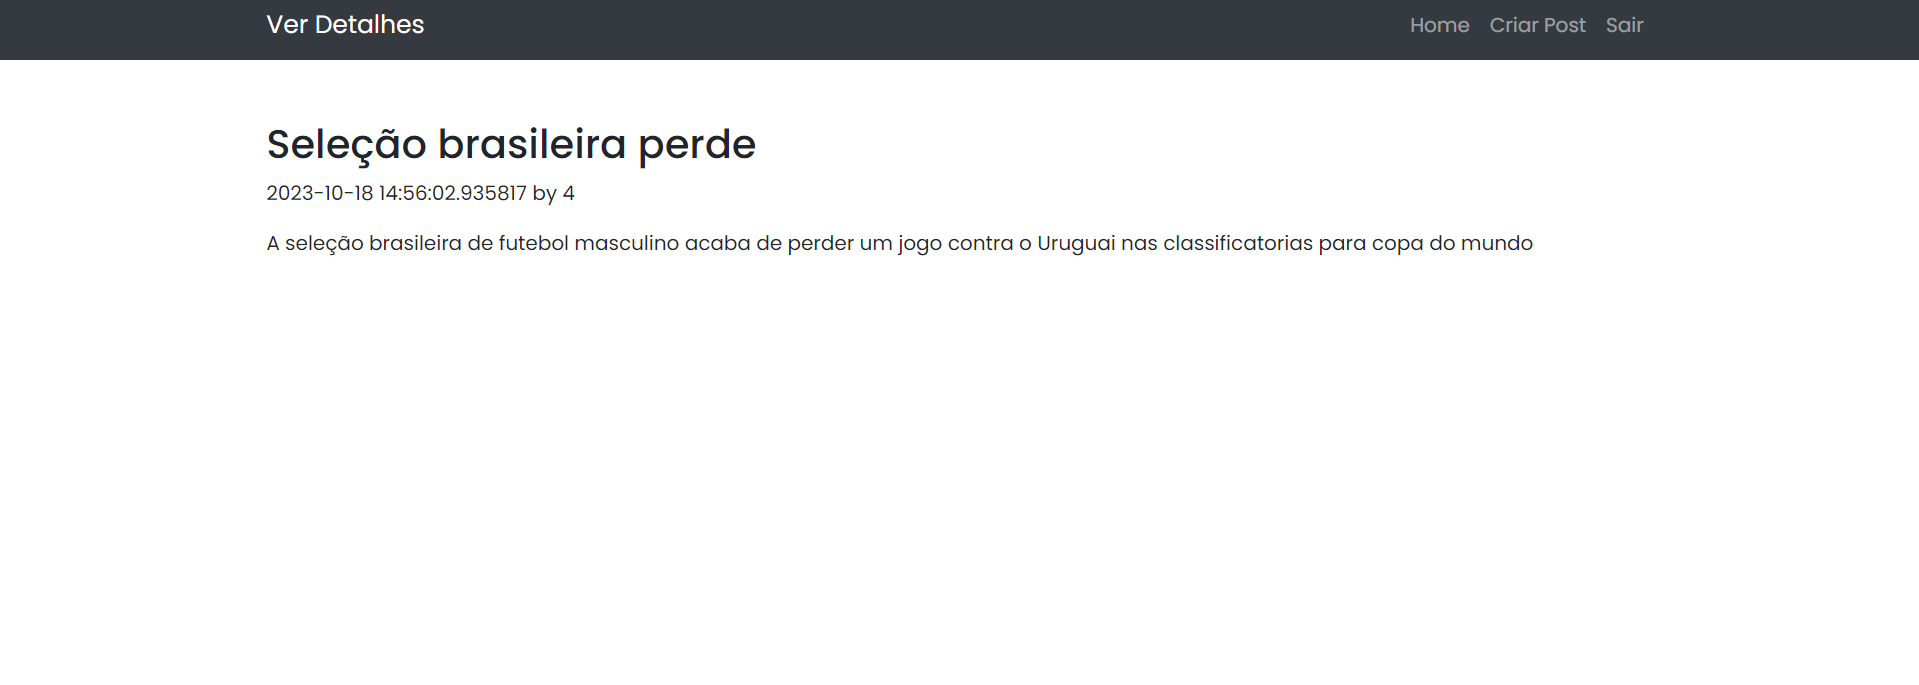 Ver Detalhes
Home Criar Post Sair
Seleção brasileira perde
2023-10-18 14:56:02.935817 by 4
A seleção brasileira de futebol masculino acaba de perder um jogo contra o Uruguai nas classificatorias para copa do mundo